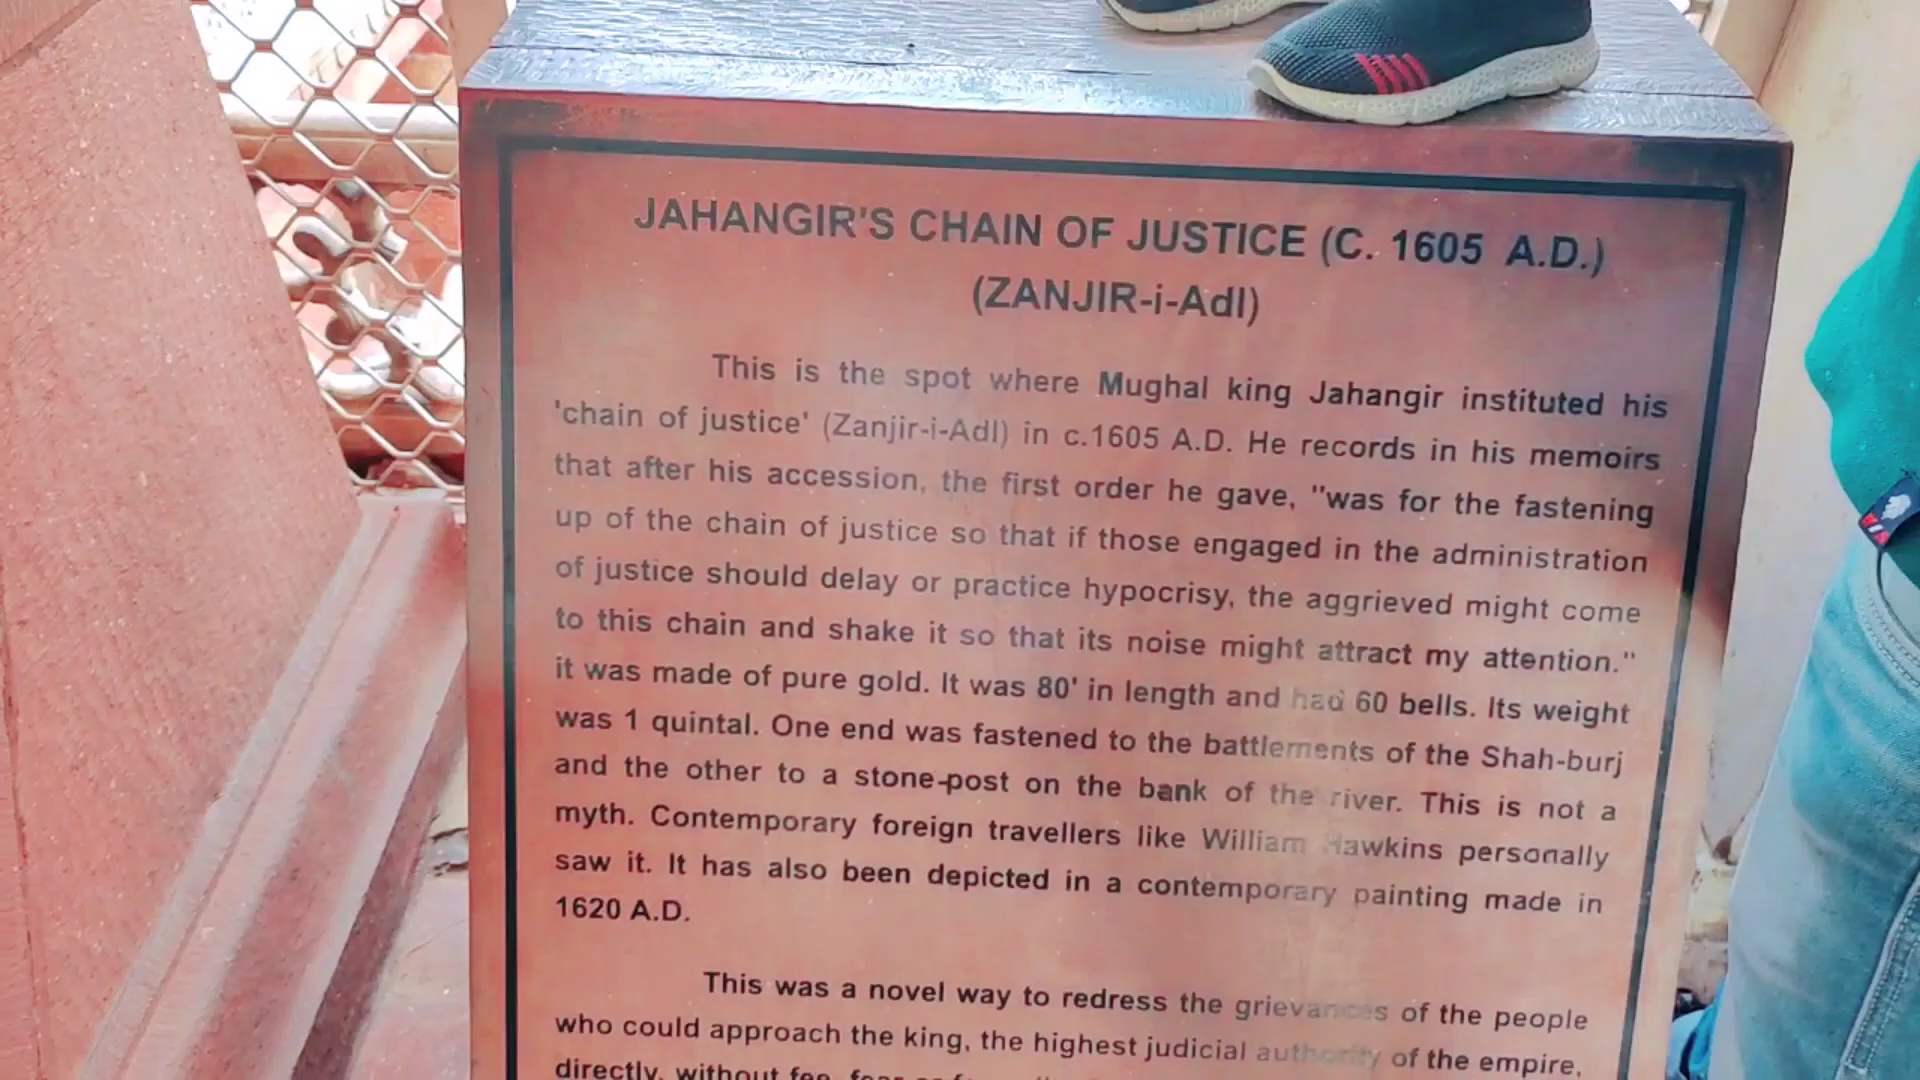 JAHANGIR'S CHAIN OF JUSTICE (C. 1605 A.D.)
(ZANJIR-i-Adl)
This is the spot where Mughal king Jahangir instituted his
'chain of justice' (Zanjir-i-Adl) in c.1605 A.D. He records in his memoirs
that after his accession, the first order he gave, "was for the fastening
up of the chain of justice so that if those engaged in the administration
of justice should delay or practice hypocrisy, the aggrieved might come
to this chain and shake it so that its noise might attract my attention."
it was made of pure gold. It was 80' in length and had 60 bells. Its weight
was 1 quintal. One end was fastened to the battlements of the Shah-burj
and the other to a stone-post on the bank of the river. This is not a
myth. Contemporary foreign travellers like William Hawkins personally
saw it. It has also been depicted in a contemporary painting made in
1620 A.D.
This was a novel way to redress the grievances of the people
who could approach the king, the highest judicial authority of the empire,
directly, without fee, fear